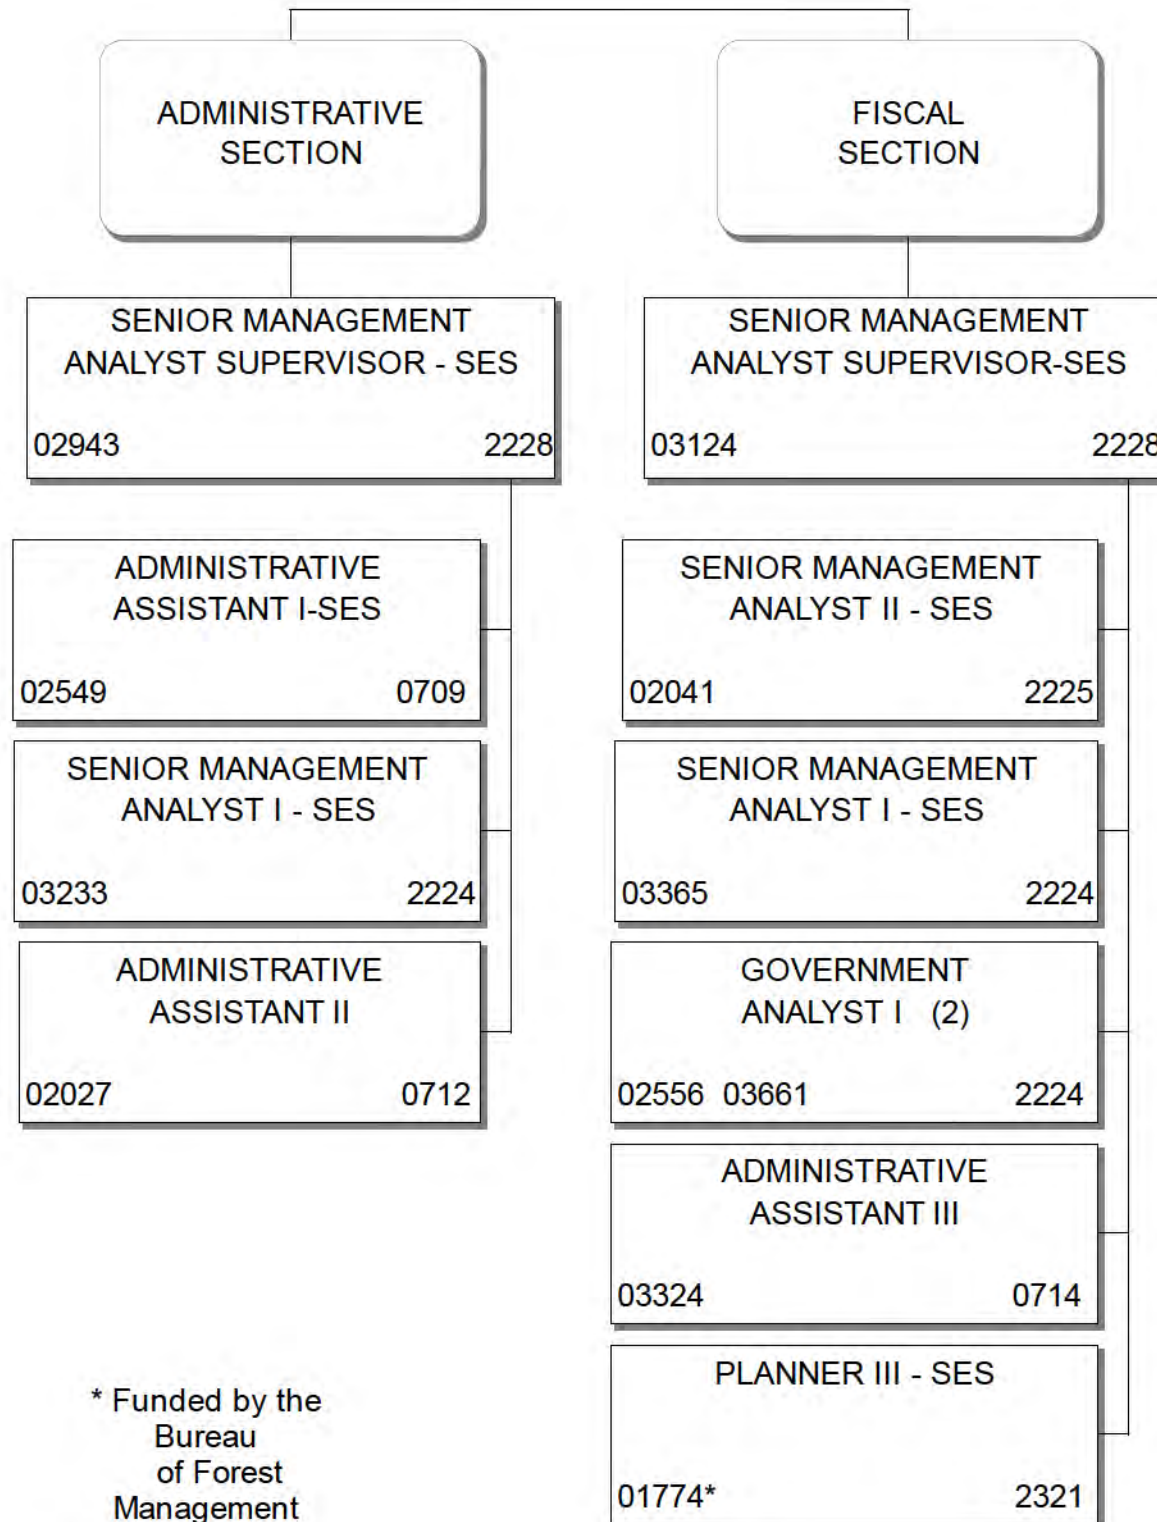 ADMINISTRATIVE
SECTION
SENIOR MANAGEMENT
ANALYST SUPERVISOR - SES
02943 2228
ADMINISTRATIVE
ASSISTANT I-SES
02549 0709
SENIOR MANAGEMENT
ANALYST I - SES
03233 2224
ADMINISTRATIVE
ASSISTANT II
02027 0712
FISCAL
SECTION
SENIOR MANAGEMENT
ANALYST SUPERVISOR-SES
03124 2228
SENIOR MANAGEMENT
ANALYST II - SES
02041 2225
SENIOR MANAGEMENT
ANALYST I - SES
03365 2224
GOVERNMENT
ANALYST I (2)
02556 03661 2224
ADMINISTRATIVE
ASSISTANT III
03324 0714
PLANNER III - SES
01774* 2321
* Funded by the
Bureau
of Forest
Management